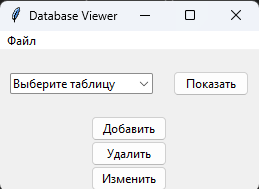 Database Viewer
Файл
Выберите таблицу
Показать
Добавить
Удалить
Изменить